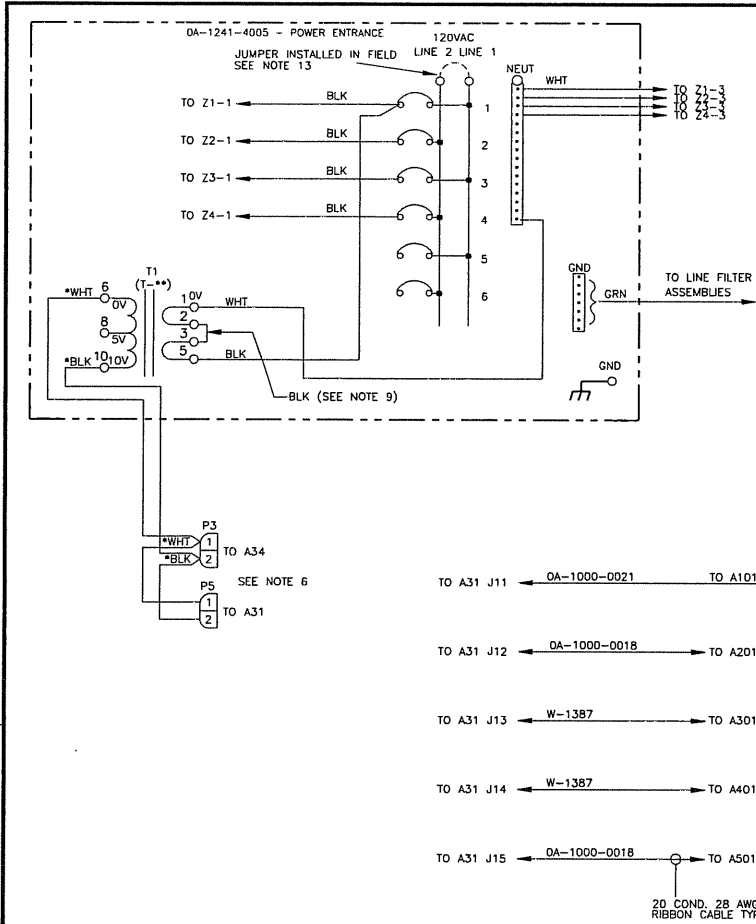 0A-1241-4005 - POWER ENTRANCE
120VAC
LINE 2 LINE 1
JUMPER INSTALLED IN FIELD
SEE NOTE 13
NEUT
WHT
TO Z1-3
TO Z2-3
TO Z3-3
TO Z4-3
TO Z1-1 BLK 1
TO Z2-1 BLK 2
TO Z3-1 BLK 3
TO Z4-1 BLK 4
5
6
T1
(T-**)
*WHT 6
0V
8
5V
*BLK 10 10V
1 0V WHT
2
3
5 BLK
BLK (SEE NOTE 9)
GND
GRN
TO LINE FILTER
ASSEMBLIES
GND
P3
*WHT 1
*BLK 2
TO A34
SEE NOTE 6
P5
1
2
TO A31
TO A31 J11 0A-1000-0021 TO A101
TO A31 J12 0A-1000-0018 TO A201
TO A31 J13 W-1387 TO A301
TO A31 J14 W-1387 TO A401
TO A31 J15 0A-1000-0018 TO A501
20 COND. 28 AWG
RIBBON CABLE TY